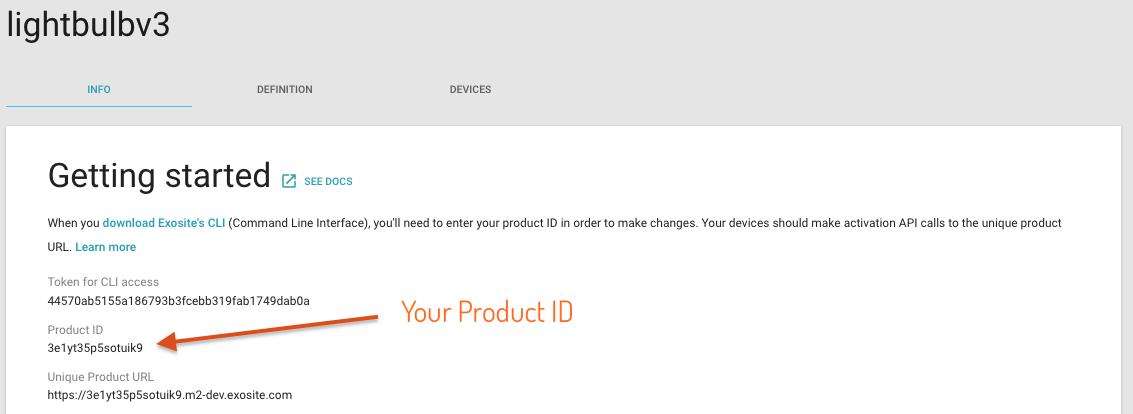 lightbulbv3
INFO DEFINITION DEVICES
Getting started SEE DOCS
When you download Exosite's CLI (Command Line Interface), you'll need to enter your product ID in order to make changes. Your devices should make activation API calls to the unique product
URL. Learn more
Token for CLI access
44570ab5155a186793b3fcebb319fab1749dab0a
Your Product ID
Product ID
3e1yt35p5sotuik9
Unique Product URL
https://3e1yt35p5sotuik9.m2-dev.exosite.com